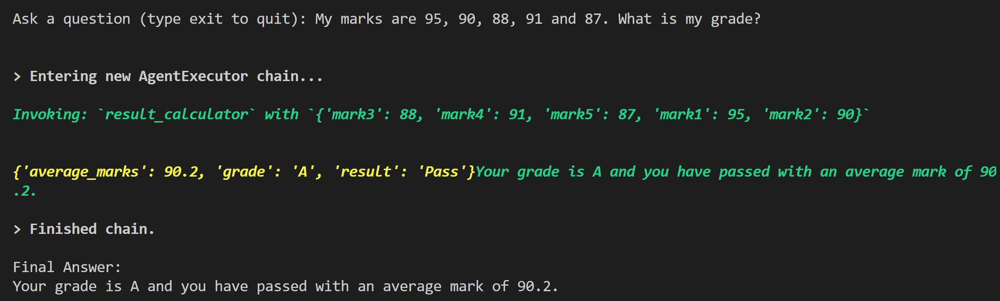 Ask a question (type exit to quit): My marks are 95, 90, 88, 91 and 87. What is my grade?
> Entering new AgentExecutor chain...
Invoking: `result_calculator` with `{'mark3': 88, 'mark4': 91, 'mark5': 87, 'mark1': 95, 'mark2': 90}`
{'average_marks': 90.2, 'grade': 'A', 'result': 'Pass'}Your grade is A and you have passed with an average mark of 90
.2.
> Finished chain.
Final Answer:
Your grade is A and you have passed with an average mark of 90.2.